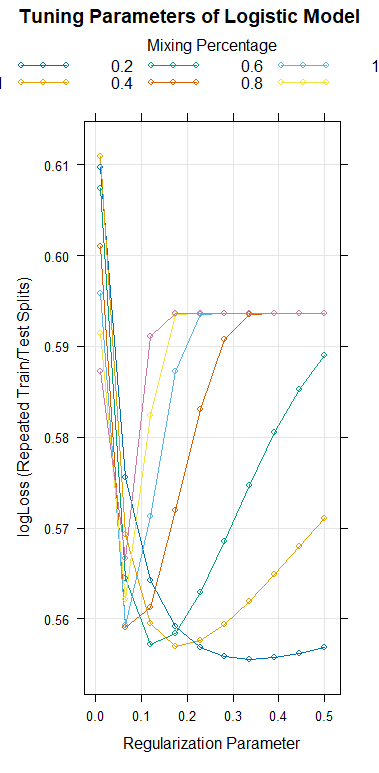 Tuning Parameters of Logistic Model
Mixing Percentage
0.2 0.6 1
0.4 0.8
0.61
0.60
0.59
0.58
0.57
0.56
logLoss (Repeated Train/Test Splits)
0.0 0.1 0.2 0.3 0.4 0.5
Regularization Parameter